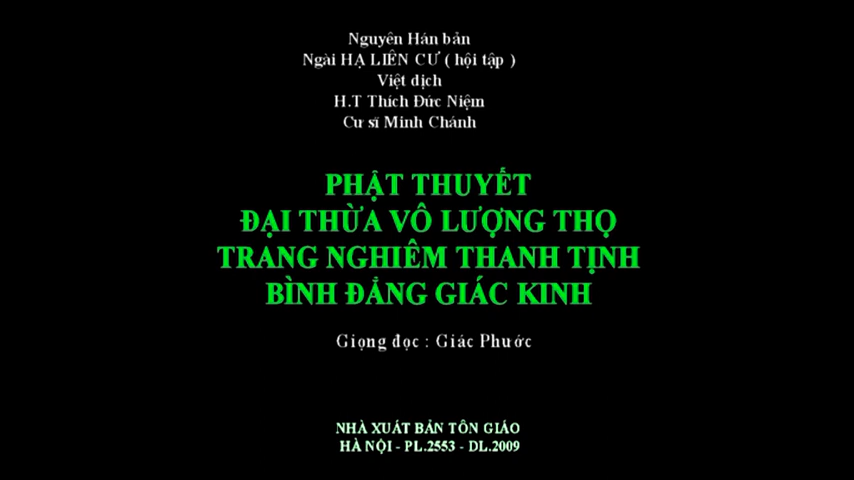 Nguyên Hán bản
Ngài HẠ LIÊN CƯ ( hội tập )
Việt dịch
H.T Thích Đức Niệm
Cư sĩ Minh Chánh
PHẬT THUYẾT
ĐẠI THỪA VÔ LƯỢNG THỌ
TRANG NGHIÊM THANH TỊNH
BÌNH ĐẲNG GIÁC KINH
Giọng đọc : Giác Phước
NHÀ XUẤT BẢN TÔN GIÁO
HÀ NỘI - PL.2553 - DL.2009